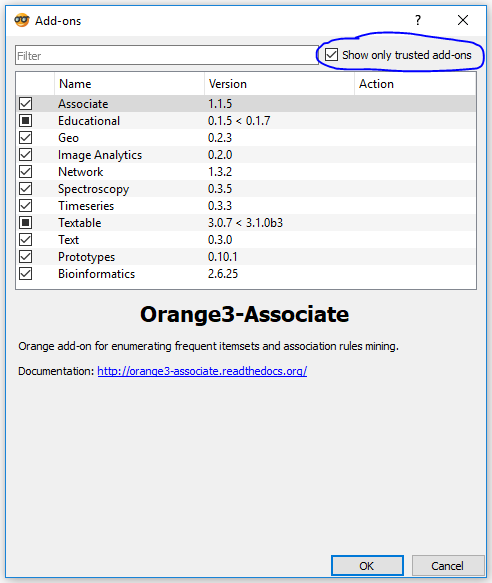 Add-ons
?
Filter
Show only trusted add-ons
Name Version Action
Associate 1.1.5
Educational 0.1.5 < 0.1.7
Geo 0.2.3
Image Analytics 0.2.0
Network 1.3.2
Spectroscopy 0.3.5
Timeseries 0.3.3
Textable 3.0.7 < 3.1.0b3
Text 0.3.0
Prototypes 0.10.1
Bioinformatics 2.6.25
Orange3-Associate
Orange add-on for enumerating frequent itemsets and association rules mining.
Documentation: http://orange3-associate.readthedocs.org/
OK Cancel